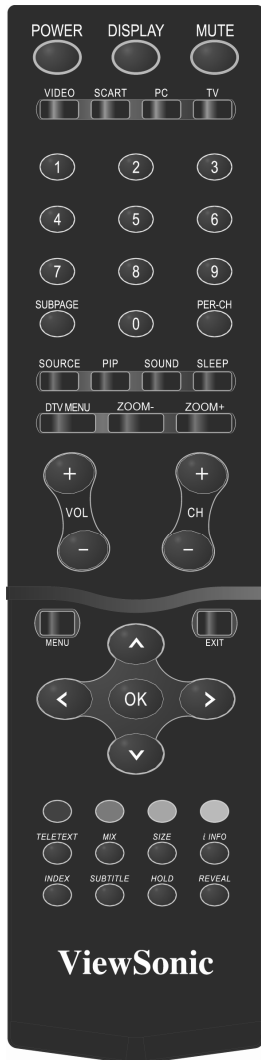 POWER DISPLAY MUTE
VIDEO SCART PC TV
1 2 3
4 5 6
7 8 9
SUBPAGE 0 PER-CH
SOURCE PIP SOUND SLEEP
DTV MENU ZOOM- ZOOM+
+ +
VOL CH
- -
MENU EXIT
OK
TELETEXT MIX SIZE i INFO
INDEX SUBTITLE HOLD REVEAL
ViewSonic